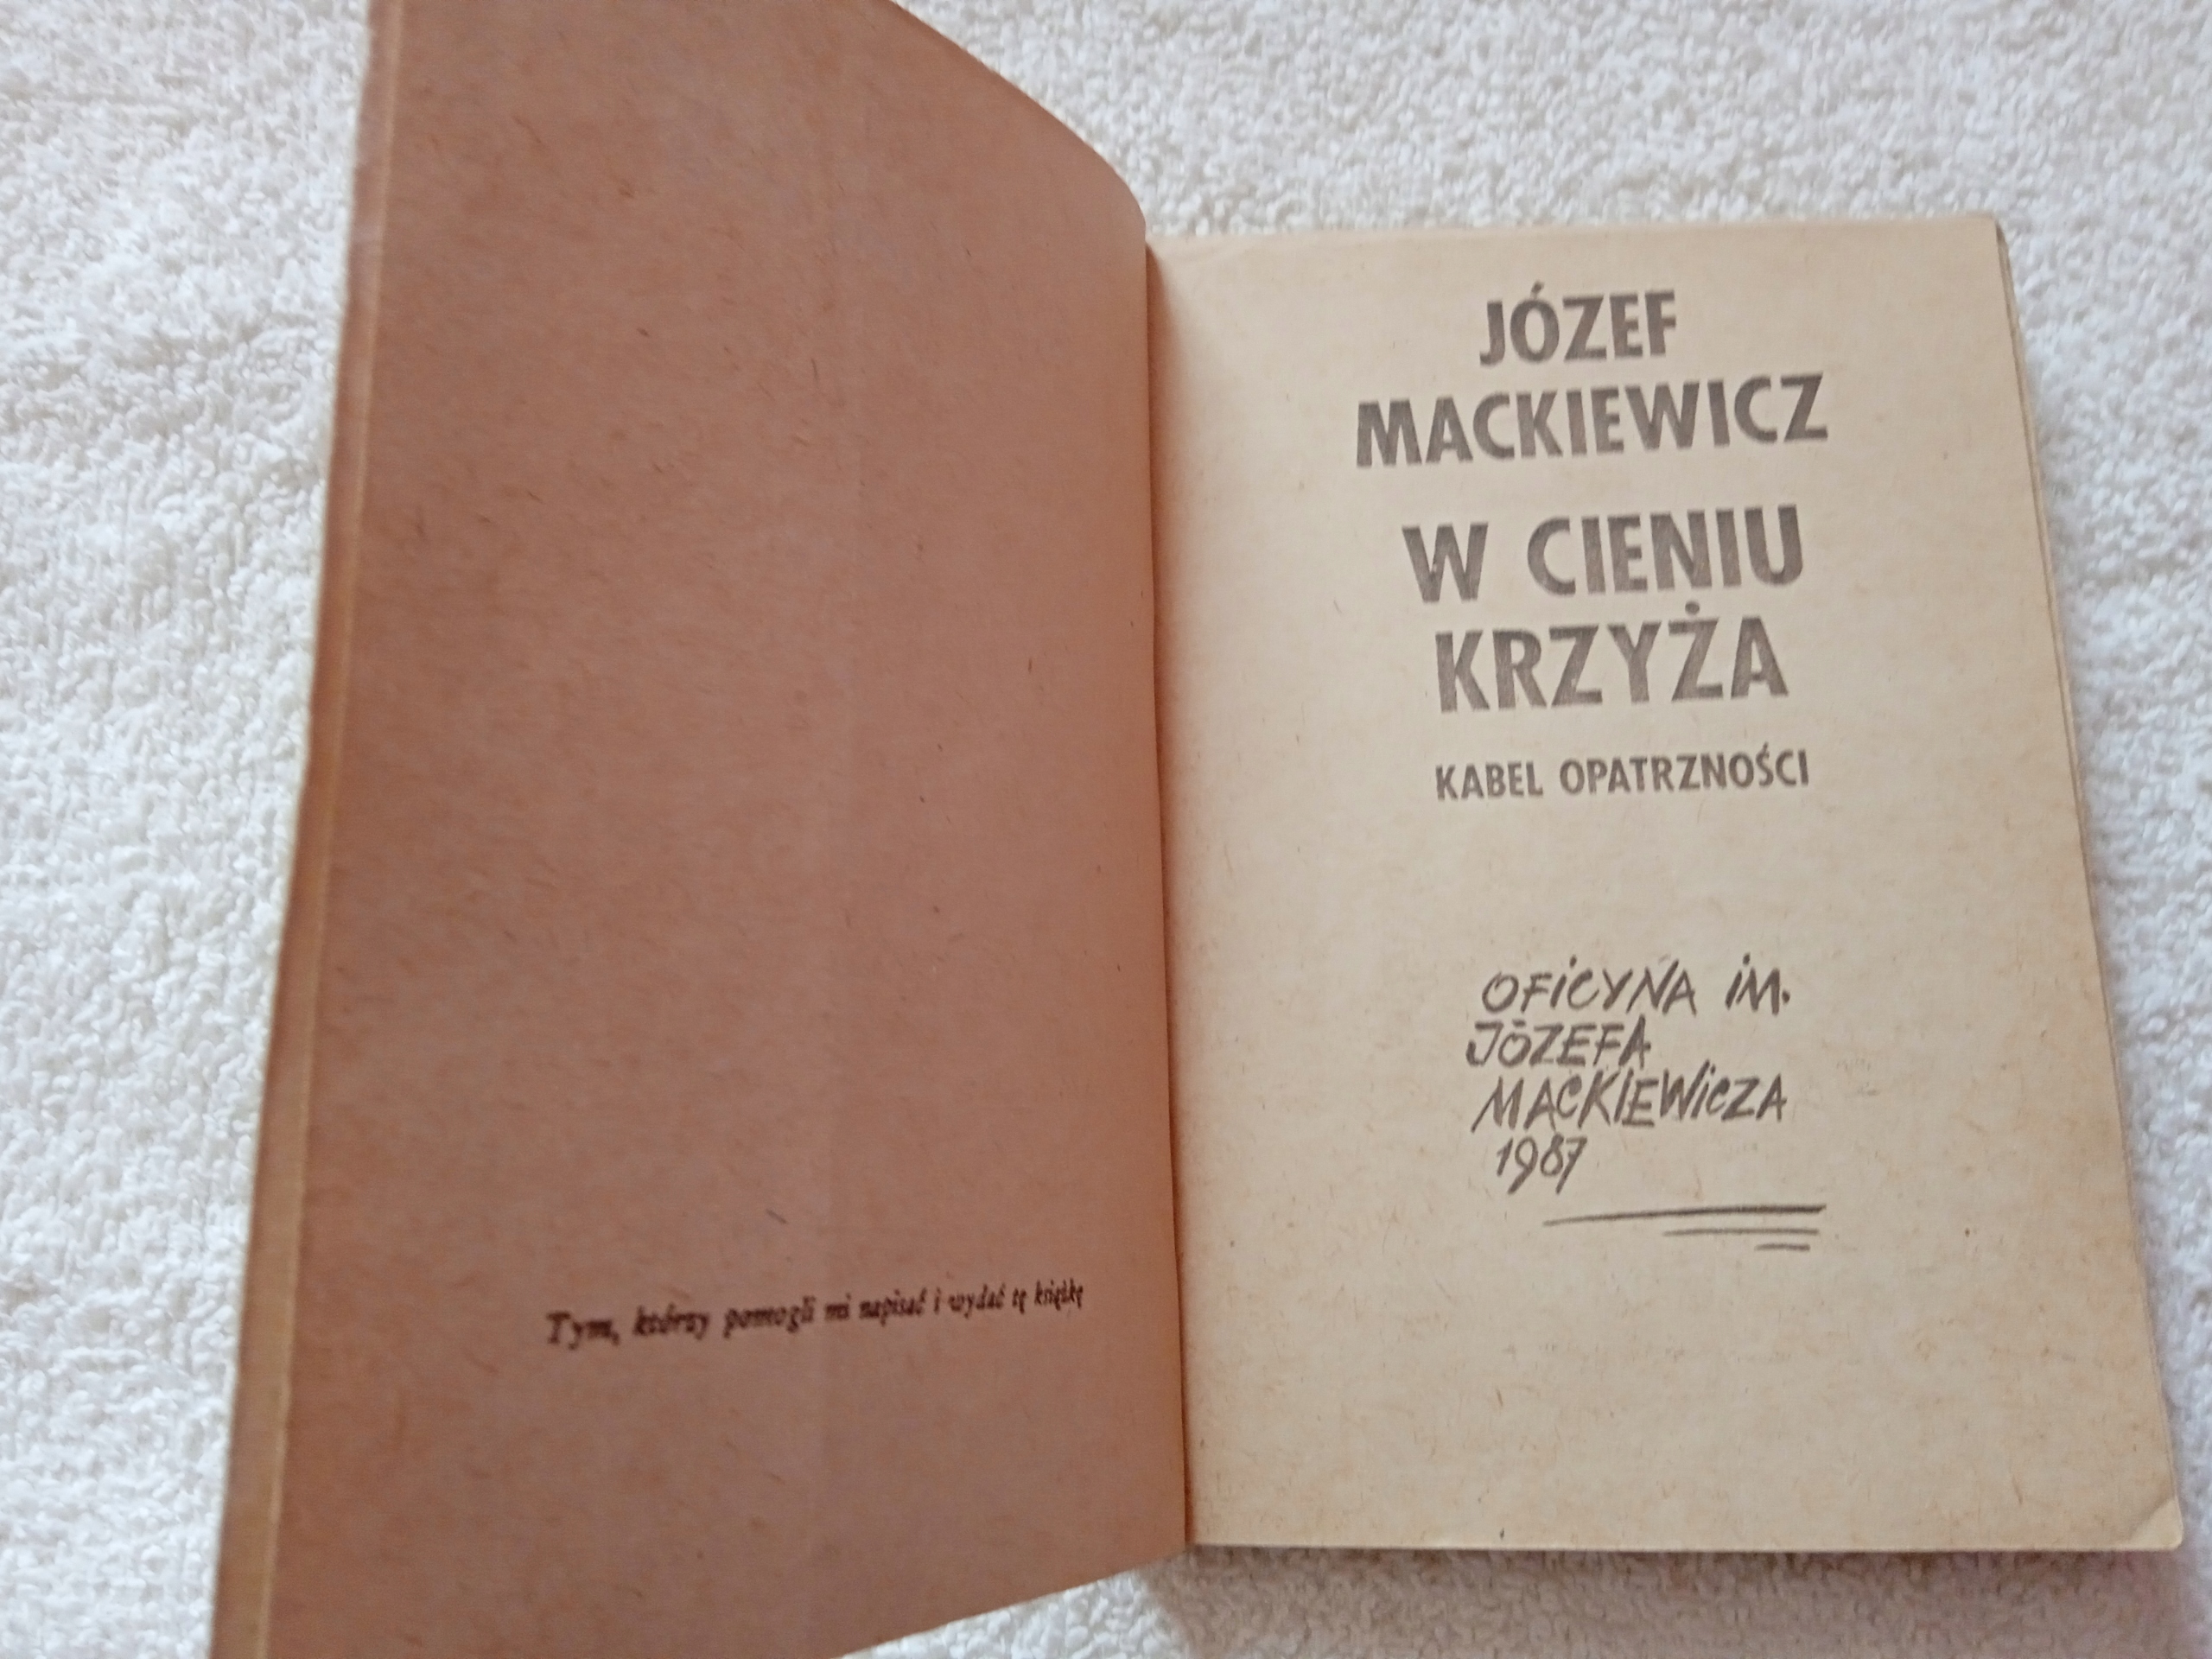 Tym, którzy pomogli mi napisać i wydać tę książkę
JÓZEF
MACKIEWICZ
W CIENIU
KRZYŻA
KABEL OPATRZNOŚCI
OFICYNA IM.
JÓZEFA
MACKIEWICZA
1987